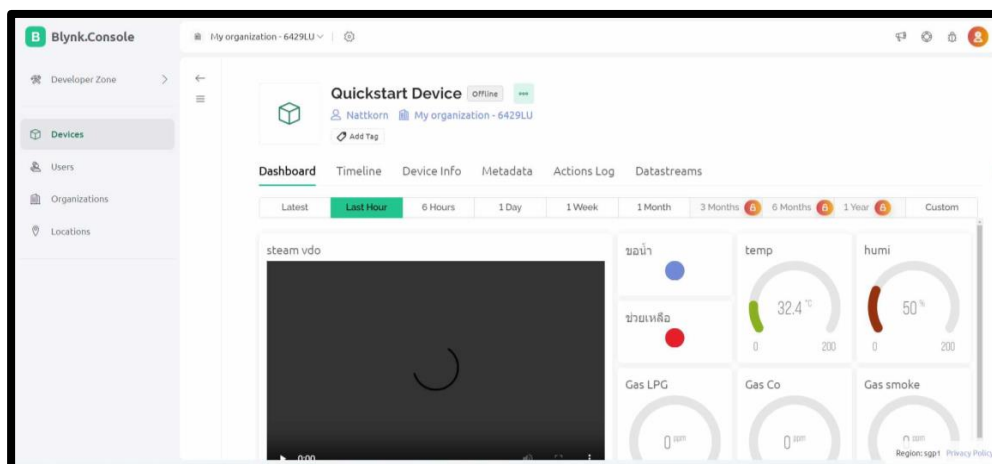 B Blynk.Console
My organization - 6429LU
Developer Zone
Devices
Users
Organizations
Locations
Quickstart Device Offline
Nattkorn My organization - 6429LU
Add Tag
Dashboard Timeline Device Info Metadata Actions Log Datastreams
Latest Last Hour 6 Hours 1 Day 1 Week 1 Month 3 Months 6 Months 1 Year Custom
steam vdo
0:00
ขอน้ำ
ช่วยเหลือ
temp
32.4 °C
0 200
humi
50 %
0 200
Gas LPG
0 ppm
Gas Co
0 ppm
Gas smoke
0 ppm
Region: sgp1 Privacy Policy